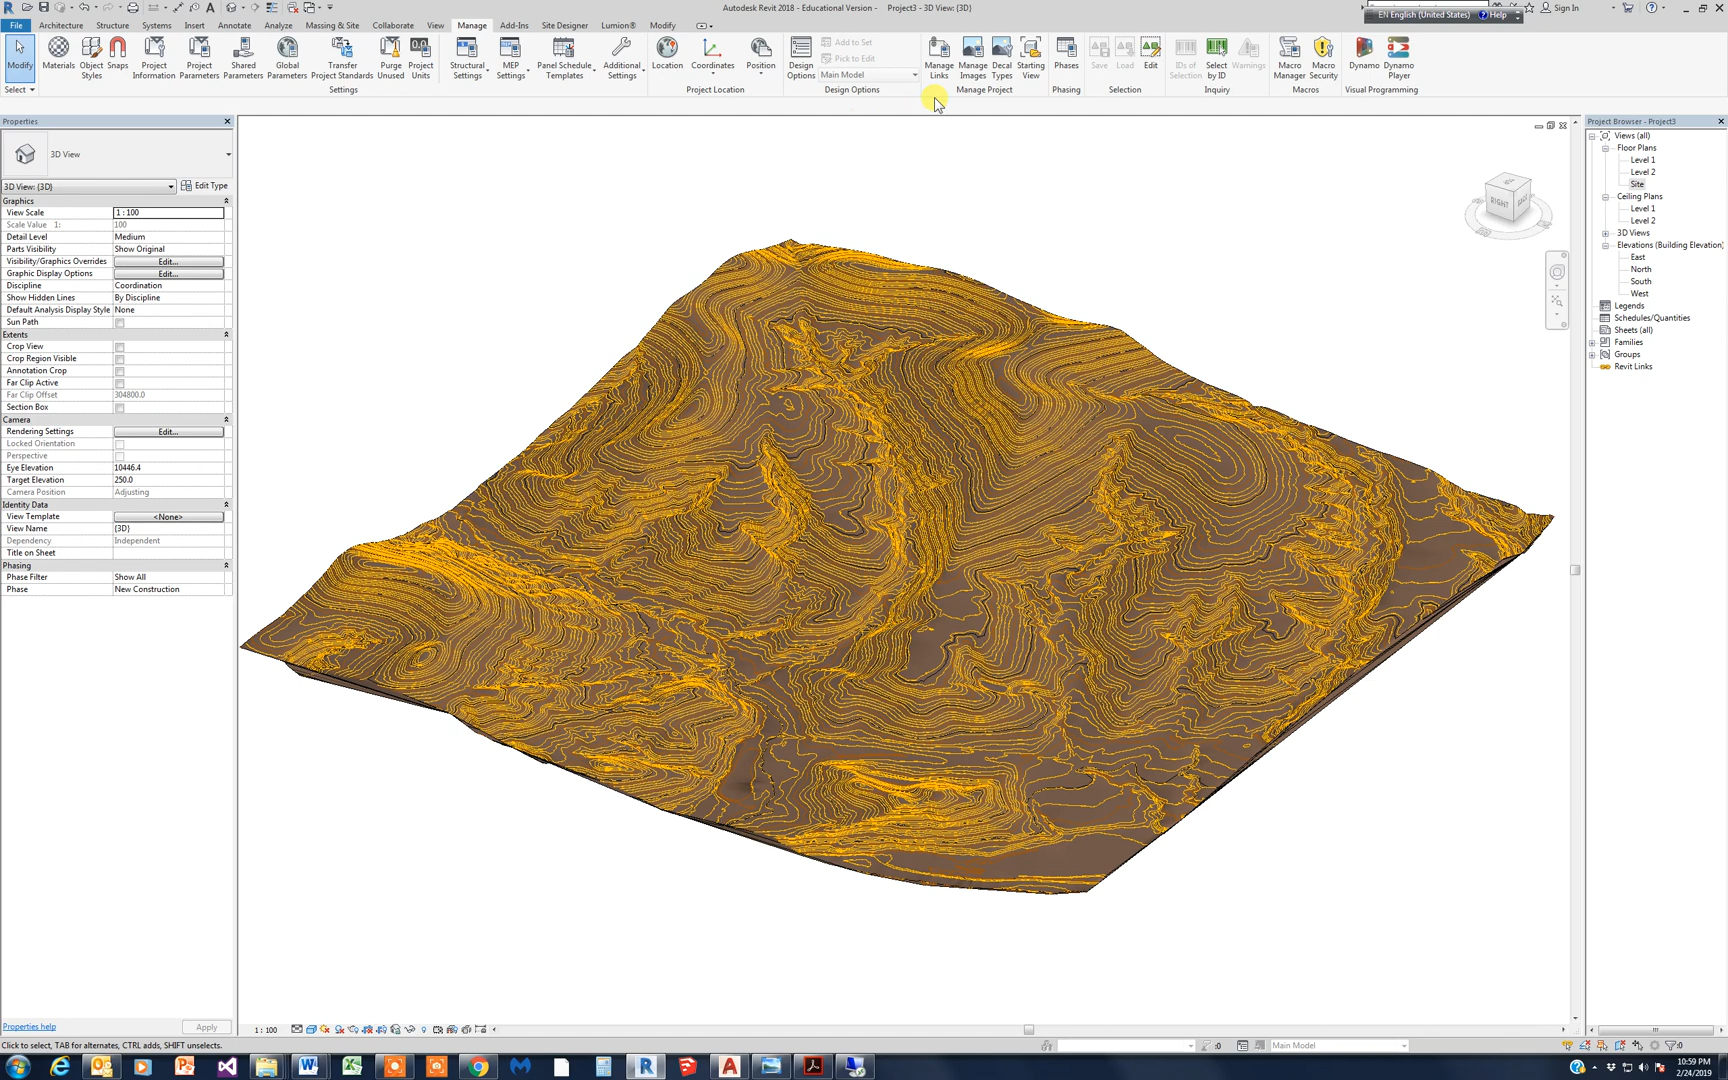 Autodesk Revit 2018 - Educational Version - Project3 - 3D View: {3D}
EN English (United States) Help
Sign In
File Architecture Structure Systems Insert Annotate Analyze Massing & Site Collaborate View Manage Add-Ins Site Designer Lumion® Modify
Modify
Materials
Object Styles
Snaps
Project Information
Project Parameters
Shared Parameters
Global Parameters
Transfer Project Standards
Purge Unused
Project Units
Structural Settings
MEP Settings
Panel Schedule Templates
Additional Settings
Location
Coordinates
Position
Design Options
Add to Set
Pick to Edit
Main Model
Manage Links
Manage Images
Decal Types
Starting View
Phases
Save
Load
Edit
IDs of Selection
Select by ID
Warnings
Macro Manager
Macro Security
Dynamo
Dynamo Player
Select
Settings
Project Location
Design Options
Manage Project
Phasing
Selection
Inquiry
Macros
Visual Programming
Properties
3D View
3D View: {3D}
Edit Type
Graphics
View Scale 1 : 100
Scale Value 1: 100
Detail Level Medium
Parts Visibility Show Original
Visibility/Graphics Overrides Edit...
Graphic Display Options Edit...
Discipline Coordination
Show Hidden Lines By Discipline
Default Analysis Display Style None
Sun Path
Extents
Crop View
Crop Region Visible
Annotation Crop
Far Clip Active
Far Clip Offset 304800.0
Section Box
Camera
Rendering Settings Edit...
Locked Orientation
Perspective
Eye Elevation 10446.4
Target Elevation 250.0
Camera Position Adjusting
Identity Data
View Template <None>
View Name {3D}
Dependency Independent
Title on Sheet
Phasing
Phase Filter Show All
Phase New Construction
Properties help
Apply
RIGHT
Project Browser - Project3
Views (all)
Floor Plans
Level 1
Level 2
Site
Ceiling Plans
Level 1
Level 2
3D Views
Elevations (Building Elevation)
East
North
South
West
Legends
Schedules/Quantities
Sheets (all)
Families
Groups
Revit Links
1 : 100
Click to select, TAB for alternates, CTRL adds, SHIFT unselects.
:0
Main Model
:0
10:59 PM
2/24/2019